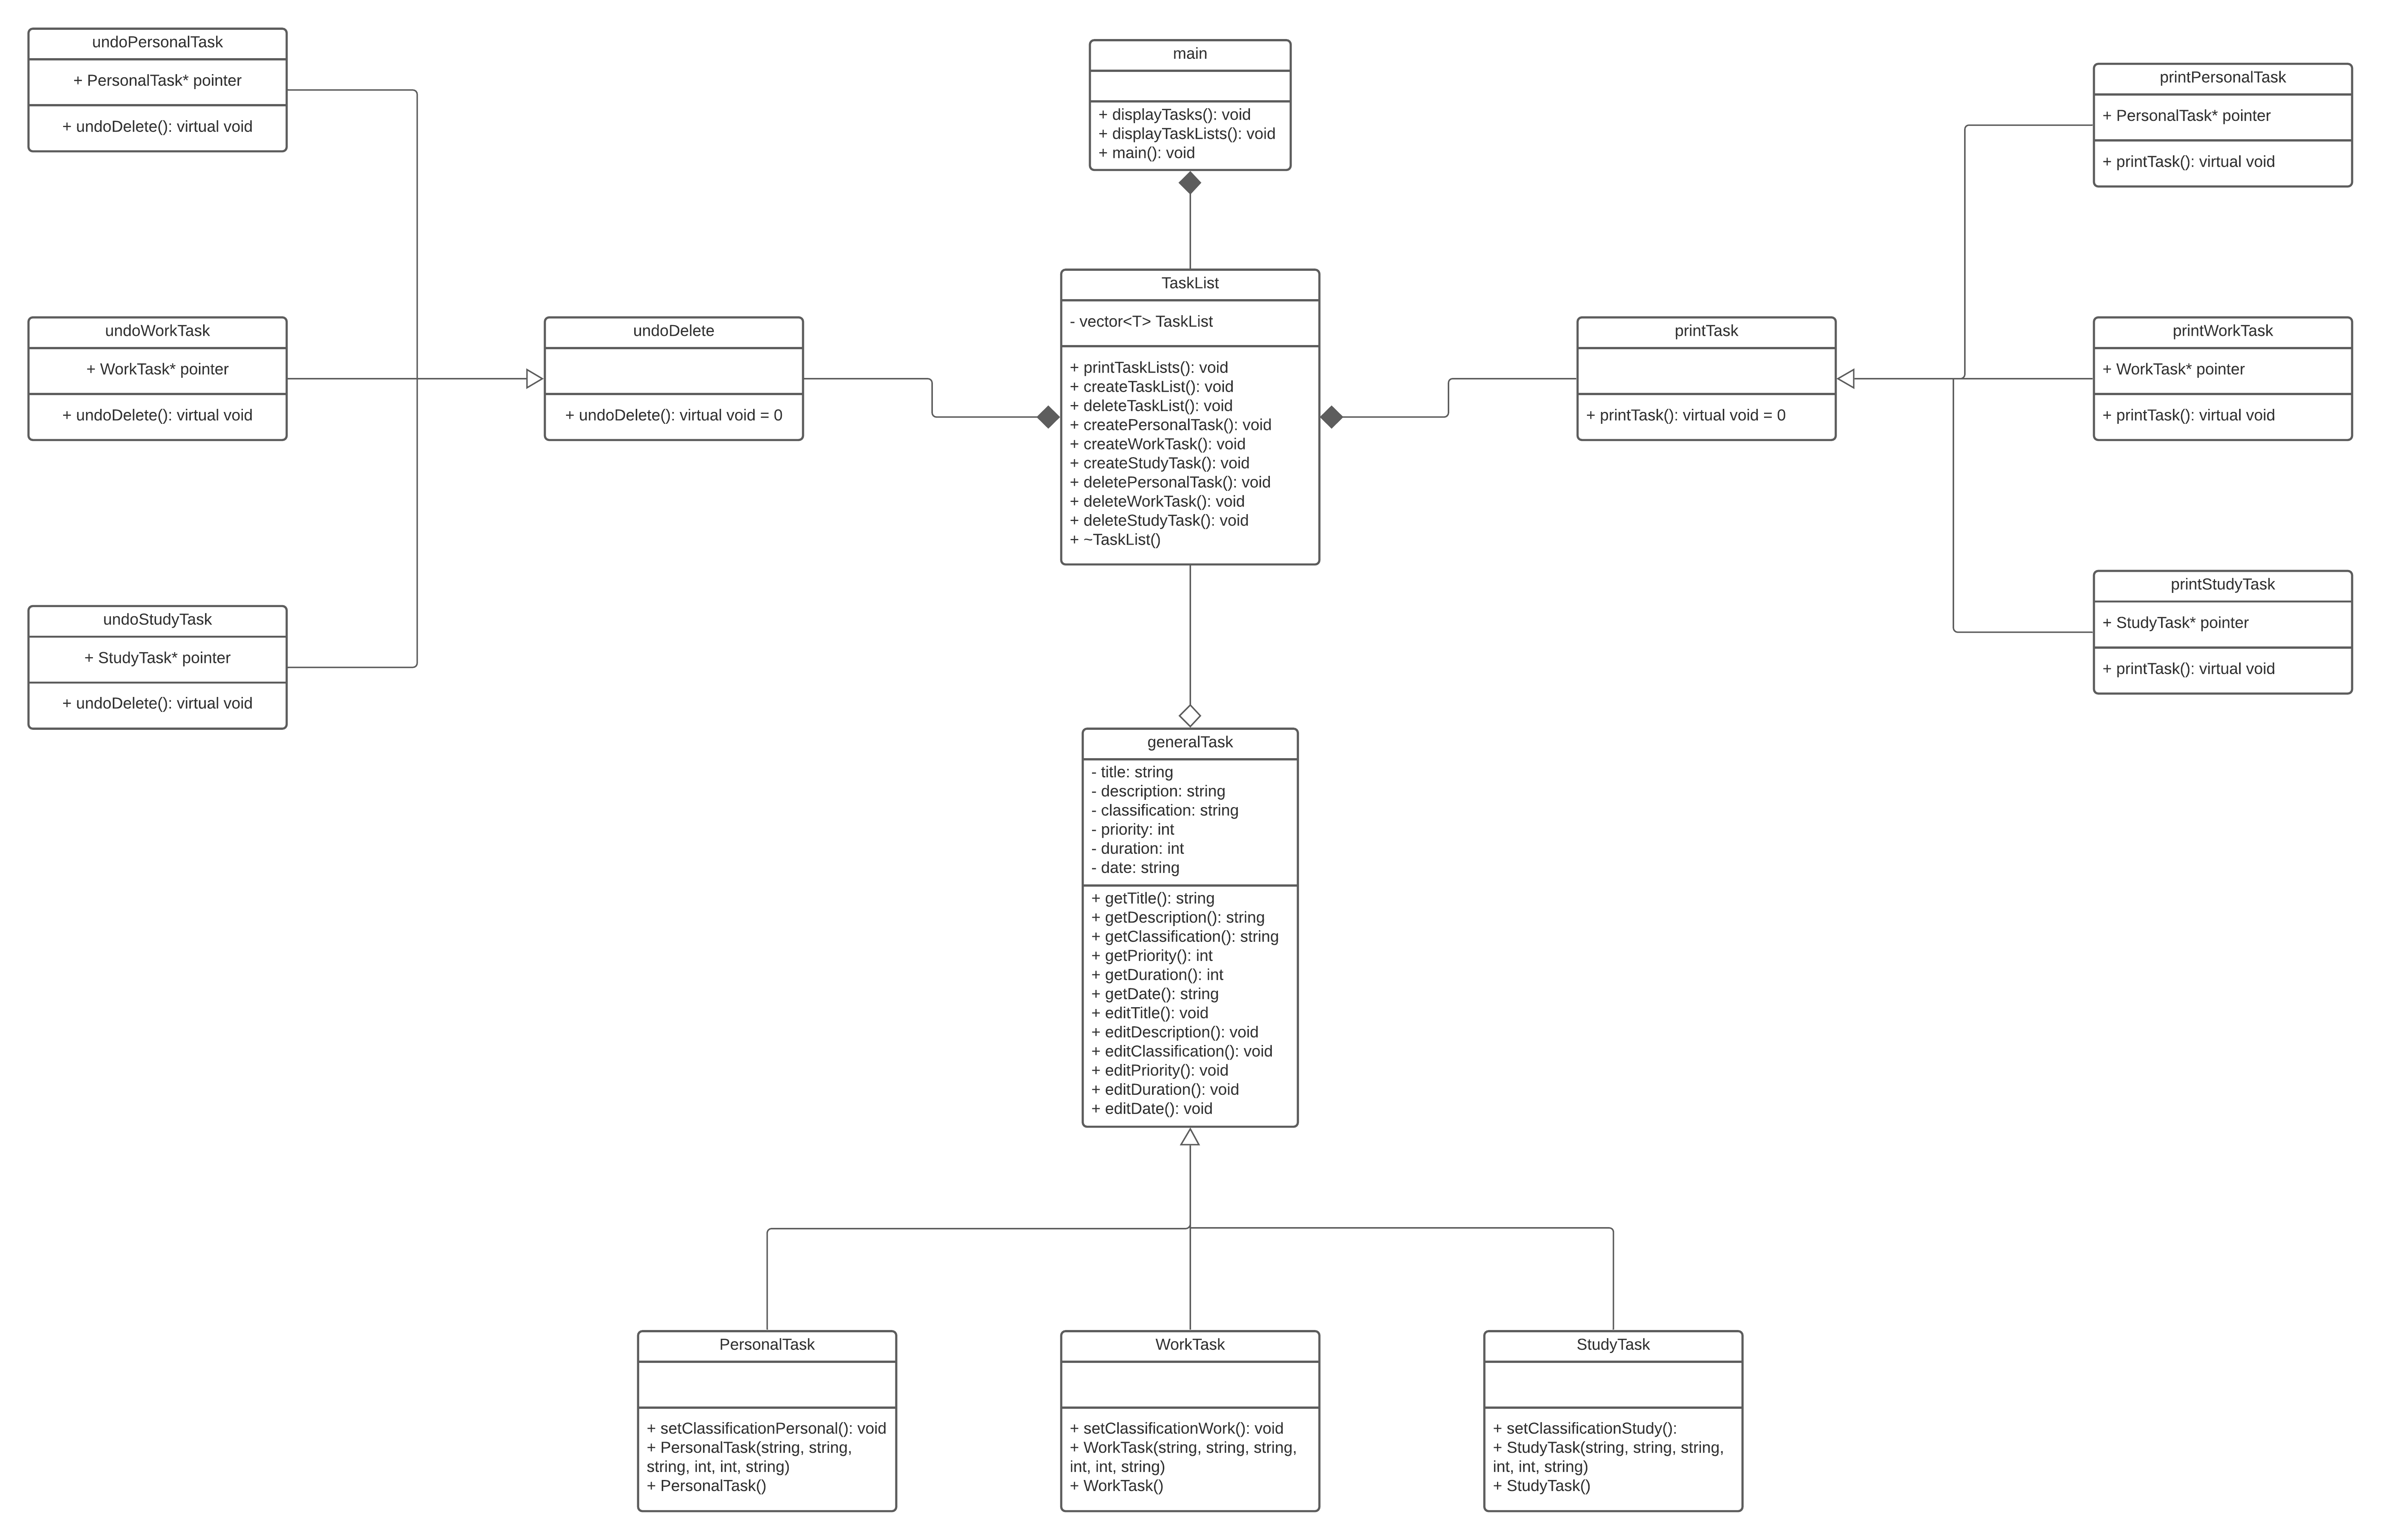 undoPersonalTask
+ PersonalTask* pointer
+ undoDelete(): virtual void
main
+ displayTasks(): void
+ displayTaskLists(): void
+ main(): void
printPersonalTask
+ PersonalTask* pointer
+ printTask(): virtual void
undoWorkTask
+ WorkTask* pointer
+ undoDelete(): virtual void
undoDelete
+ undoDelete(): virtual void = 0
TaskList
- vector<T> TaskList
+ printTaskLists(): void
+ createTaskList(): void
+ deleteTaskList(): void
+ createPersonalTask(): void
+ createWorkTask(): void
+ createStudyTask(): void
+ deletePersonalTask(): void
+ deleteWorkTask(): void
+ deleteStudyTask(): void
+ ~TaskList()
printTask
+ printTask(): virtual void = 0
printWorkTask
+ WorkTask* pointer
+ printTask(): virtual void
undoStudyTask
+ StudyTask* pointer
+ undoDelete(): virtual void
printStudyTask
+ StudyTask* pointer
+ printTask(): virtual void
generalTask
- title: string
- description: string
- classification: string
- priority: int
- duration: int
- date: string
+ getTitle(): string
+ getDescription(): string
+ getClassification(): string
+ getPriority(): int
+ getDuration(): int
+ getDate(): string
+ editTitle(): void
+ editDescription(): void
+ editClassification(): void
+ editPriority(): void
+ editDuration(): void
+ editDate(): void
PersonalTask
+ setClassificationPersonal(): void
+ PersonalTask(string, string,
string, int, int, string)
+ PersonalTask()
WorkTask
+ setClassificationWork(): void
+ WorkTask(string, string, string,
int, int, string)
+ WorkTask()
StudyTask
+ setClassificationStudy():
+ StudyTask(string, string, string,
int, int, string)
+ StudyTask()